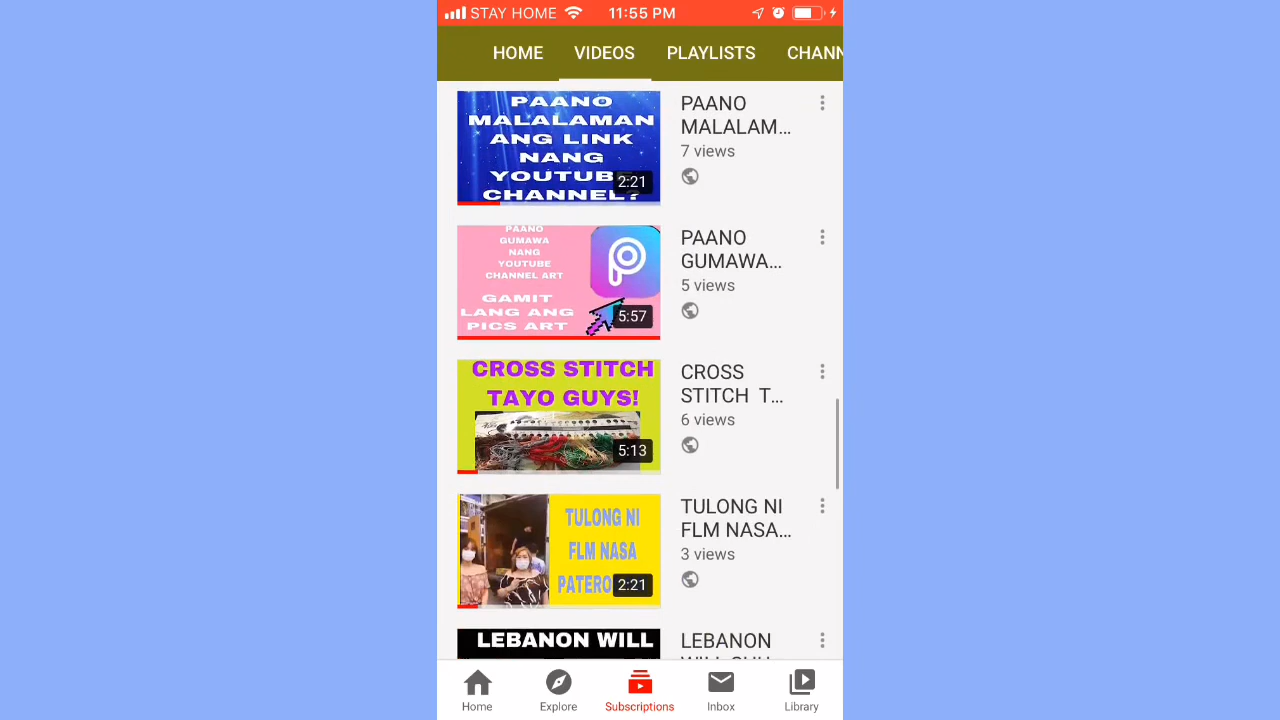 STAY HOME 11:55 PM
HOME VIDEOS PLAYLISTS CHANN
PAANO
MALALAMAN
ANG LINK
NANG
YOUTUBE
CHANNEL?
2:21
PAANO
MALALAM...
7 views
PAANO
GUMAWA
NANG
YOUTUBE
CHANNEL ART
GAMIT
LANG ANG
PICS ART
5:57
PAANO
GUMAWA...
5 views
CROSS STITCH
TAYO GUYS!
5:13
CROSS
STITCH T...
6 views
TULONG NI
FLM NASA
PATERO
2:21
TULONG NI
FLM NASA...
3 views
LEBANON WILL
LEBANON
Home Explore Subscriptions Inbox Library